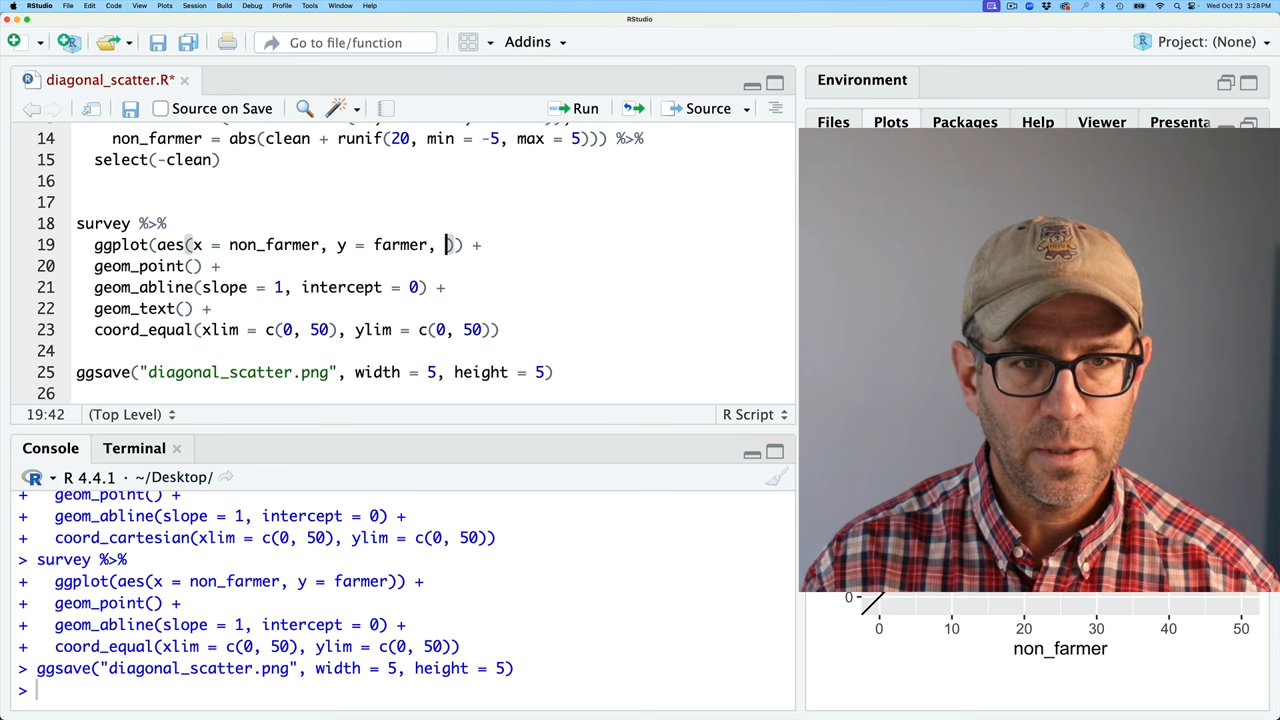 RStudio File Edit Code View Plots Session Build Debug Profile Tools Window Help Wed Oct 23 3:28 PM
RStudio
Go to file/function Addins Project: (None)
diagonal_scatter.R*
Source on Save Run Source
14 non_farmer = abs(clean + runif(20, min = -5, max = 5))) %>%
15 select(-clean)
16
17
18 survey %>%
19 ggplot(aes(x = non_farmer, y = farmer, )) +
20 geom_point() +
21 geom_abline(slope = 1, intercept = 0) +
22 geom_text() +
23 coord_equal(xlim = c(0, 50), ylim = c(0, 50))
24
25 ggsave("diagonal_scatter.png", width = 5, height = 5)
26
19:42 (Top Level) R Script
Console Terminal
R 4.4.1 · ~/Desktop/
+ geom_point() +
+ geom_abline(slope = 1, intercept = 0) +
+ coord_cartesian(xlim = c(0, 50), ylim = c(0, 50))
> survey %>%
+ ggplot(aes(x = non_farmer, y = farmer)) +
+ geom_point() +
+ geom_abline(slope = 1, intercept = 0) +
+ coord_equal(xlim = c(0, 50), ylim = c(0, 50))
> ggsave("diagonal_scatter.png", width = 5, height = 5)
>
Environment
Files Plots Packages Help Viewer Presenta
0
0 10 20 30 40 50
non_farmer